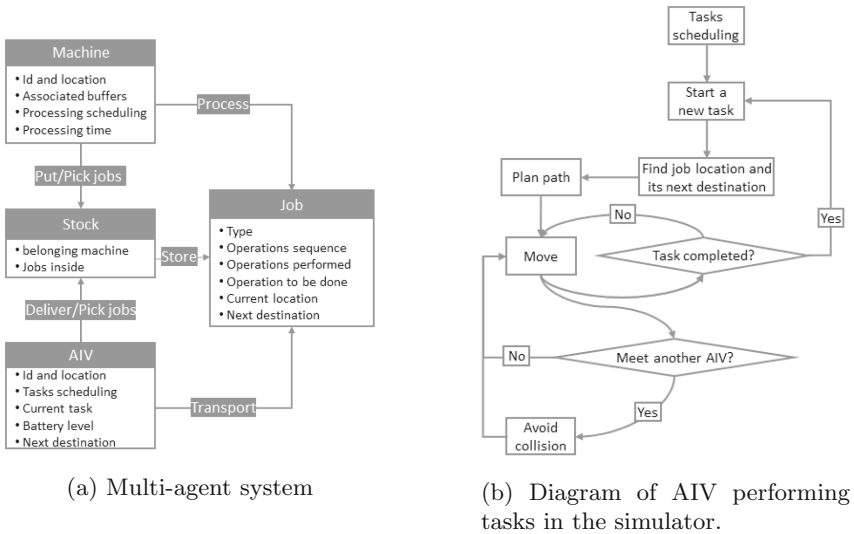 Machine
• Id and location
• Associated buffers
• Processing scheduling
• Processing time
Process
Put/Pick jobs
Stock
• belonging machine
• Jobs inside
Store
Job
• Type
• Operations sequence
• Operations performed
• Operation to be done
• Current location
• Next destination
Deliver/Pick jobs
AIV
• Id and location
• Tasks scheduling
• Current task
• Battery level
• Next destination
Transport
(a) Multi-agent system
Tasks
scheduling
Start a
new task
Find job location and
its next destination
Plan path
No
Yes
Move
Task completed?
No
Meet another AIV?
Yes
Avoid
collision
(b) Diagram of AIV performing
tasks in the simulator.